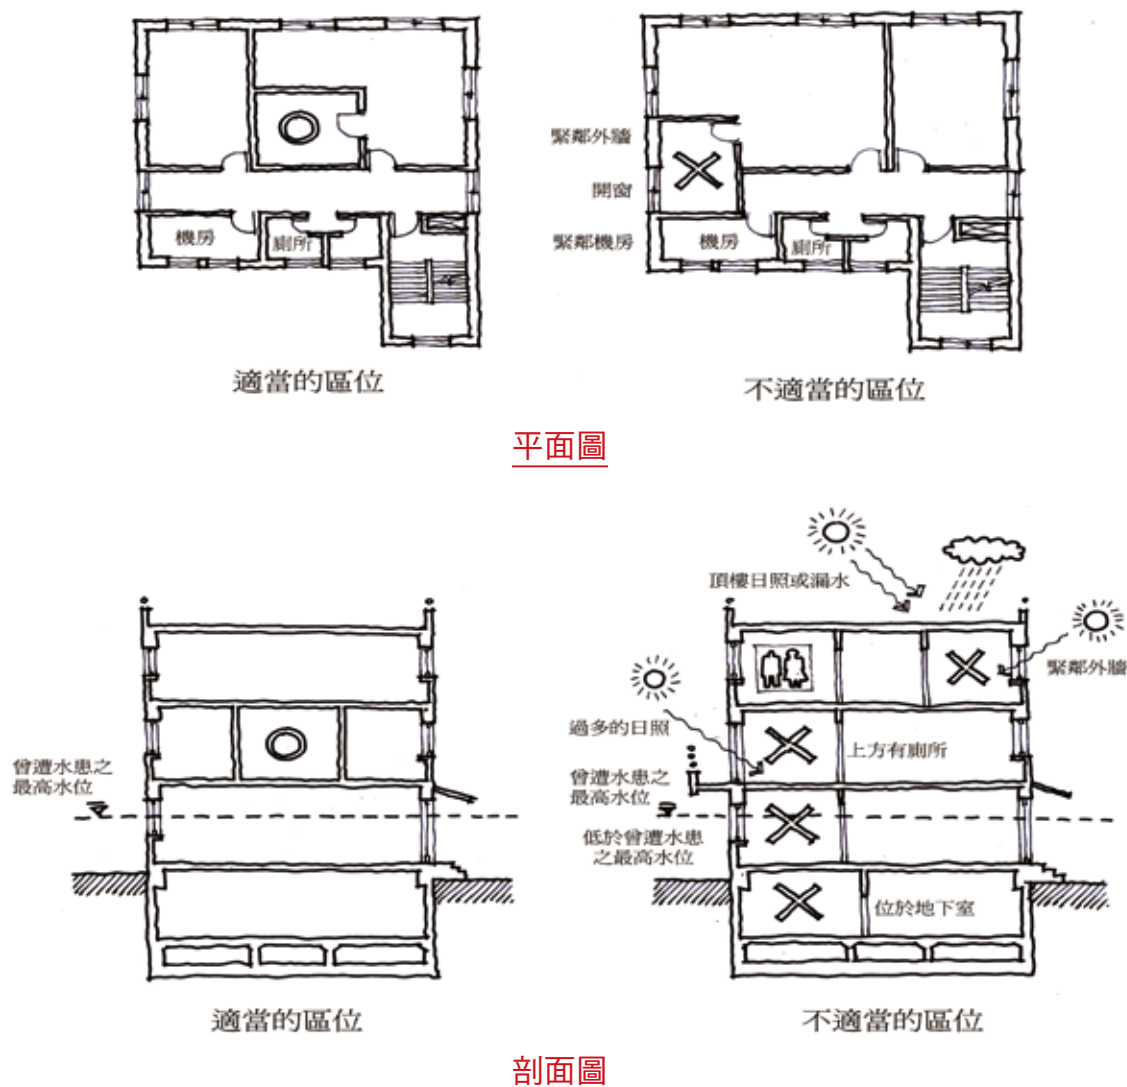 緊鄰外牆
開窗
緊鄰機房
機房
廁所
機房
廁所
適當的區位
不適當的區位
平面圖
頂樓日照或漏水
緊鄰外牆
過多的日照
上方有廁所
曾遭水患之
最高水位
曾遭水患之
最高水位
低於曾遭水患
之最高水位
位於地下室
適當的區位
不適當的區位
剖面圖